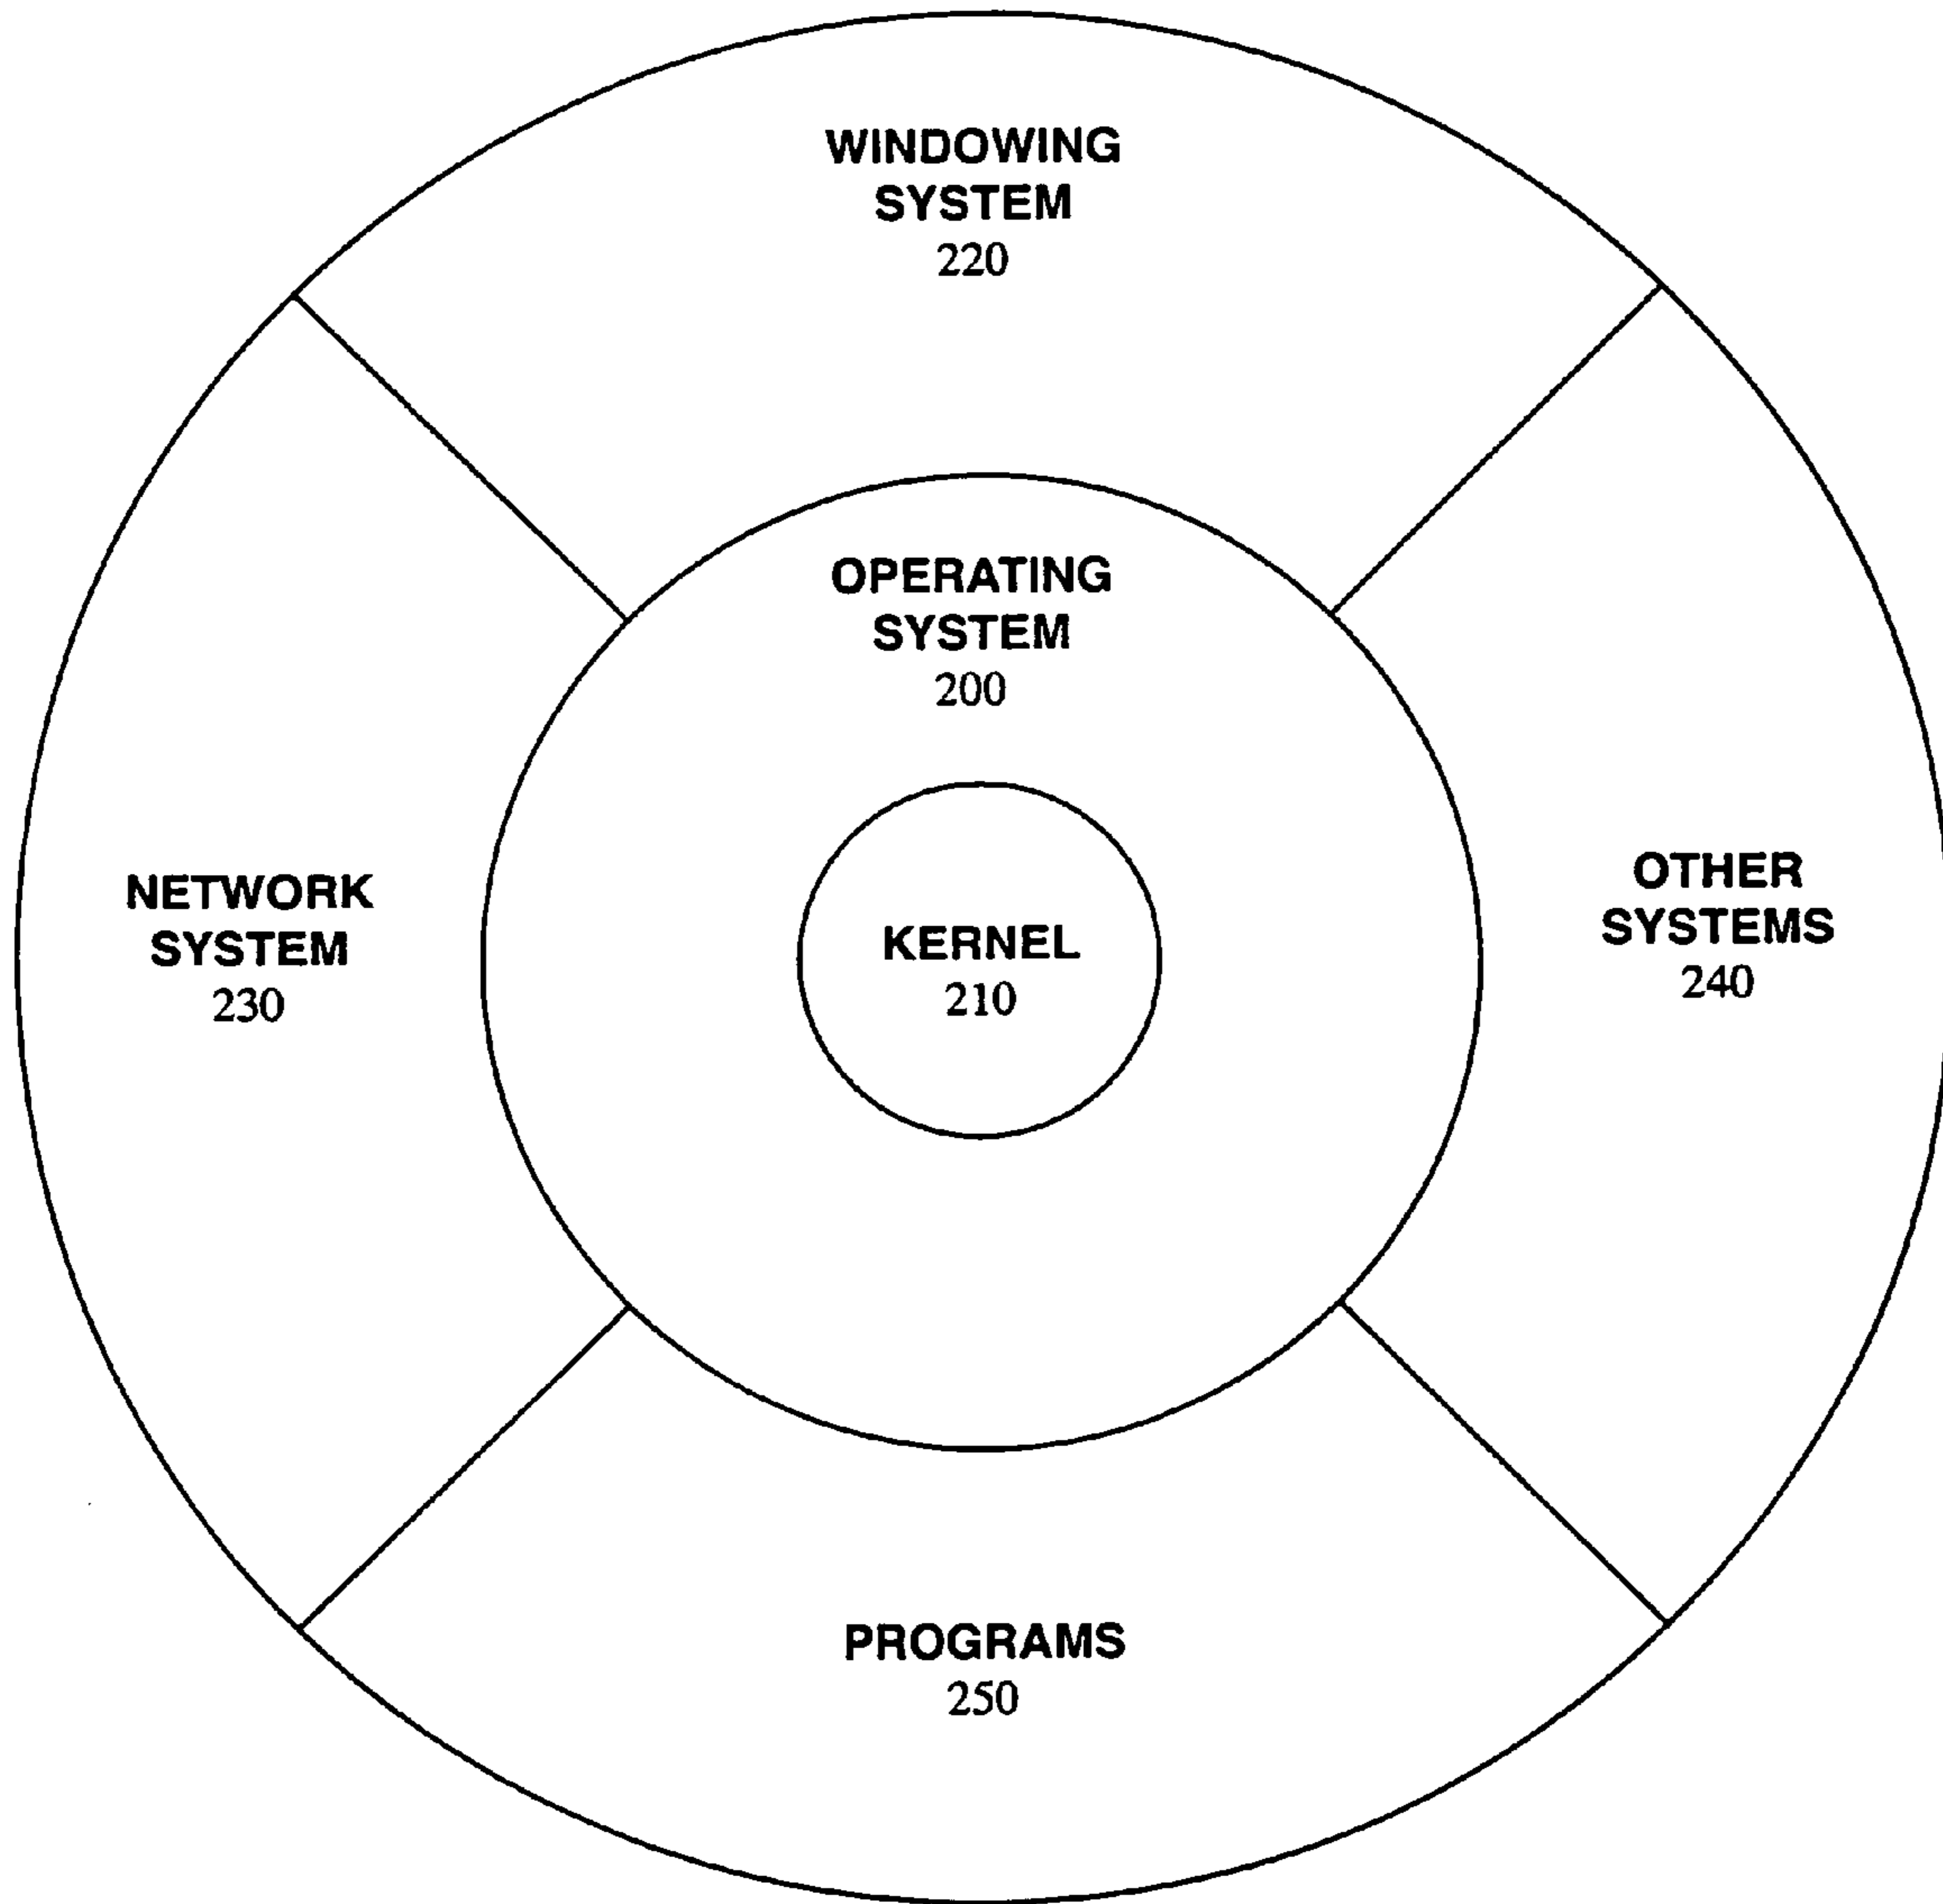 WINDOWING
SYSTEM
220
OPERATING
SYSTEM
200
NETWORK
SYSTEM
230
KERNEL
210
OTHER
SYSTEMS
240
PROGRAMS
250